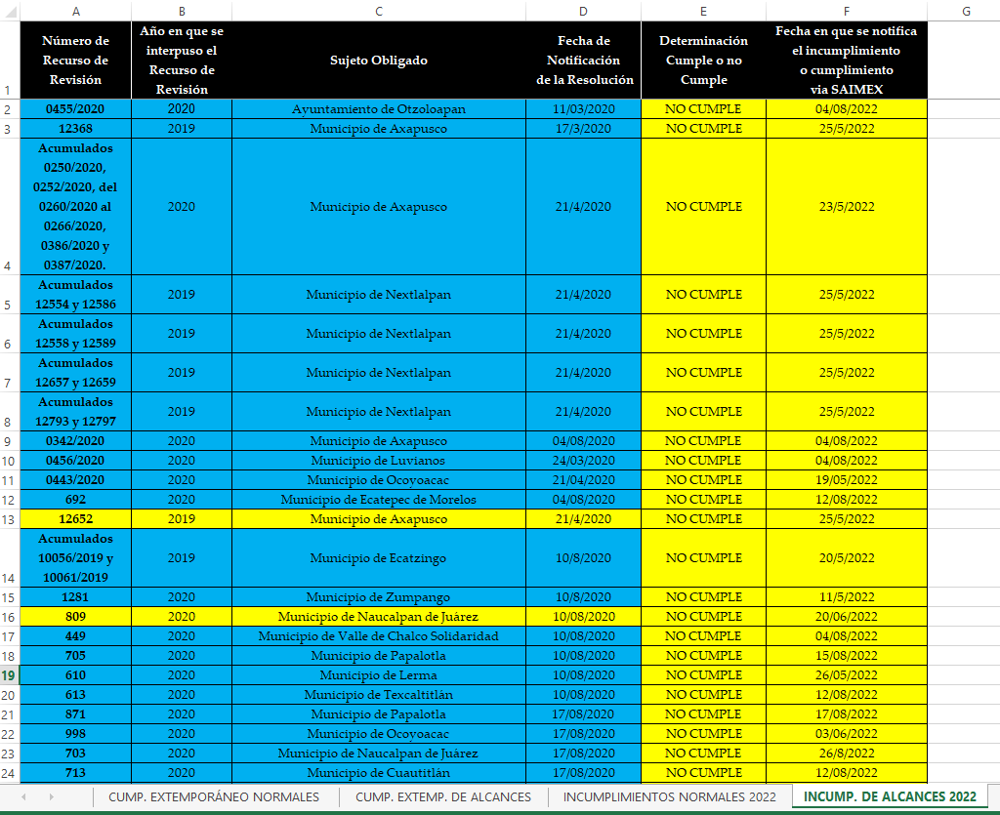 A B C D E F G
1 Número de Recurso de Revisión Año en que se interpuso el Recurso de Revisión Sujeto Obligado Fecha de Notificación de la Resolución Determinación Cumple o no Cumple Fecha en que se notifica el incumplimiento o cumplimiento via SAIMEX
2 0455/2020 2020 Ayuntamiento de Otzoloapan 11/03/2020 NO CUMPLE 04/08/2022
3 12368 2019 Municipio de Axapusco 17/3/2020 NO CUMPLE 25/5/2022
4 Acumulados 0250/2020, 0252/2020, del 0260/2020 al 0266/2020, 0386/2020 y 0387/2020. 2020 Municipio de Axapusco 21/4/2020 NO CUMPLE 23/5/2022
5 Acumulados 12554 y 12586 2019 Municipio de Nextlalpan 21/4/2020 NO CUMPLE 25/5/2022
6 Acumulados 12558 y 12589 2019 Municipio de Nextlalpan 21/4/2020 NO CUMPLE 25/5/2022
7 Acumulados 12657 y 12659 2019 Municipio de Nextlalpan 21/4/2020 NO CUMPLE 25/5/2022
8 Acumulados 12793 y 12797 2019 Municipio de Nextlalpan 21/4/2020 NO CUMPLE 25/5/2022
9 0342/2020 2020 Municipio de Axapusco 04/08/2020 NO CUMPLE 04/08/2022
10 0456/2020 2020 Municipio de Luvianos 24/03/2020 NO CUMPLE 04/08/2022
11 0443/2020 2020 Municipio de Ocoyoacac 21/04/2020 NO CUMPLE 19/05/2022
12 692 2020 Municipio de Ecatepec de Morelos 04/08/2020 NO CUMPLE 12/08/2022
13 12652 2019 Municipio de Axapusco 21/4/2020 NO CUMPLE 25/5/2022
14 Acumulados 10056/2019 y 10061/2019 2019 Municipio de Ecatzingo 10/8/2020 NO CUMPLE 20/5/2022
15 1281 2020 Municipio de Zumpango 10/8/2020 NO CUMPLE 11/5/2022
16 809 2020 Municipio de Naucalpan de Juárez 10/08/2020 NO CUMPLE 20/06/2022
17 449 2020 Municipio de Valle de Chalco Solidaridad 10/08/2020 NO CUMPLE 04/08/2022
18 705 2020 Municipio de Papalotla 10/08/2020 NO CUMPLE 15/08/2022
19 610 2020 Municipio de Lerma 10/08/2020 NO CUMPLE 26/05/2022
20 613 2020 Municipio de Texcaltitlán 10/08/2020 NO CUMPLE 12/08/2022
21 871 2020 Municipio de Papalotla 17/08/2020 NO CUMPLE 17/08/2022
22 998 2020 Municipio de Ocoyoacac 17/08/2020 NO CUMPLE 03/06/2022
23 703 2020 Municipio de Naucalpan de Juárez 17/08/2020 NO CUMPLE 26/8/2022
24 713 2020 Municipio de Cuautitlán 17/08/2020 NO CUMPLE 12/08/2022
CUMP. EXTEMPORÁNEO NORMALES CUMP. EXTEMP. DE ALCANCES INCUMPLIMIENTOS NORMALES 2022 INCUMP. DE ALCANCES 2022